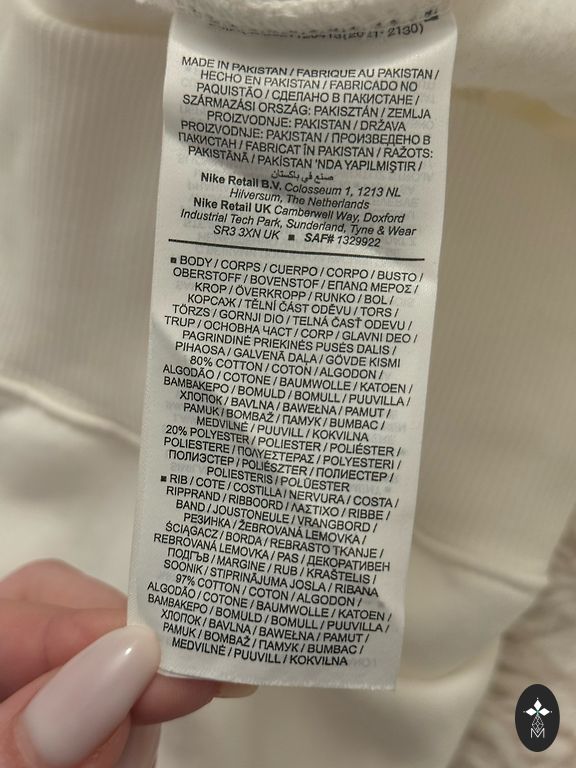 (2021-2130)
MADE IN PAKISTAN / FABRIQUE AU PAKISTAN /
HECHO EN PAKISTÁN / FABRICADO NO
PAQUISTÃO / СДЕЛАНО В ПАКИСТАНЕ /
SZÁRMAZÁSI ORSZÁG: PAKISZTÁN / ZEMLJA
PROIZVODNJE: PAKISTAN / DRŽAVA
PROIZVODNJE: PAKISTAN / ПРОИЗВЕДЕНО В
ПАКИСТАН / FABRICAT ÎN PAKISTAN / RAŽOTS:
PAKISTĀNĀ / PAKİSTAN 'NDA YAPILMIŞTIR /
صنع في باكستان
Nike Retail B.V. Colosseum 1, 1213 NL
Hilversum, The Netherlands
Nike Retail UK Camberwell Way, Doxford
Industrial Tech Park, Sunderland, Tyne & Wear
SR3 3XN UK ■ SAF# 1329922
■ BODY / CORPS / CUERPO / CORPO / BUSTO /
OBERSTOFF / BOVENSTOF / ΕΠΑΝΩ ΜΕΡΟΣ /
KROP / ÖVERKROPP / RUNKO / BOL /
КОРСАЖ / TĚLNÍ ČÁST ODĚVU / TORS /
TÖRZS / GORNJI DIO / TELNÁ ČASŤ ODEVU /
TRUP / ОСНОВНА ЧАСТ / CORP / GLAVNI DEO /
PAGRINDINĖ PRIEKINĖS PUSĖS DALIS /
PIHAOSA / GALVENĀ DAĻA / GÖVDE KISMI
80% COTTON / COTON / ALGODON /
ALGODÃO / COTONE / BAUMWOLLE / KATOEN /
ΒΑΜΒΑΚΕΡΟ / BOMULD / BOMULL / PUUVILLA /
ХЛОПОК / BAVLNA / BAWEŁNA / PAMUT /
PAMUK / BOMBAŽ / ПАМУК / BUMBAC /
MEDVILNĖ / PUUVILL / KOKVILNA
20% POLYESTER / POLIESTER / POLIÉSTER /
POLIESTERE / ΠΟΛΥΕΣΤΕΡΑΣ / POLYESTERI /
ПОЛИЭСТЕР / POLIÉSZTER / ПОЛИЕСТЕР /
POLIESTERIS / POLÜESTER
■ RIB / COTE / COSTILLA / NERVURA / COSTA /
RIPPRAND / RIBBOORD / ΛΑΣΤΙΧΟ / RIBBE /
BAND / JOUSTONEULE / VRANGBORD /
РЕЗИНКА / ŽEBROVANÁ LEMOVKA /
ŚCIĄGACZ / BORDA / REBRASTO TKANJE /
REBROVANÁ LEMOVKA / PAS / ДЕКОРАТИВЕН
ПОДГЪВ / MARGINE / RUB / KRAŠTELIS /
SOONIK / STIPRINĀJUMA JOSLA / RIBANA
97% COTTON / COTON / ALGODON /
ALGODÃO / COTONE / BAUMWOLLE / KATOEN /
ΒΑΜΒΑΚΕΡΟ / BOMULD / BOMULL / PUUVILLA /
ХЛОПОК / BAVLNA / BAWEŁNA / PAMUT /
PAMUK / BOMBAŽ / ПАМУК / BUMBAC /
MEDVILNĖ / PUUVILL / KOKVILNA
M